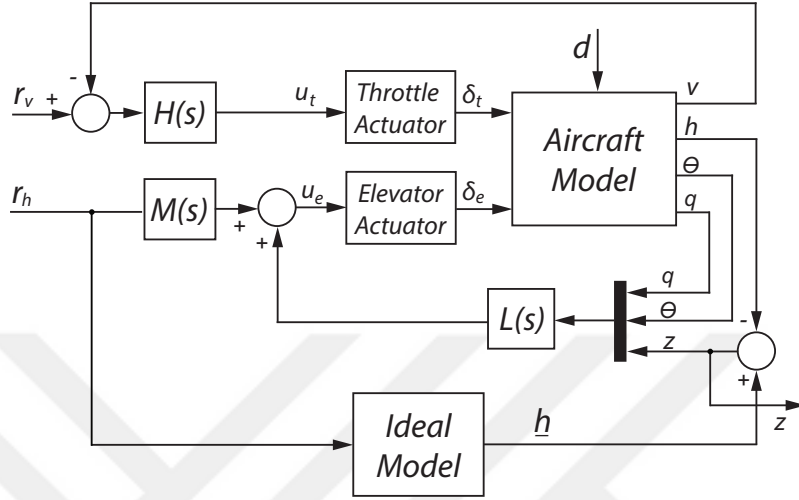 d
-
v
r_v +
H(s)
u_t
Throttle
Actuator
δ_t
Aircraft
Model
h
Θ
q
r_h
M(s)
+
+
u_e
Elevator
Actuator
δ_e
q
Θ
z
L(s)
-
+
z
Ideal
Model
h̲